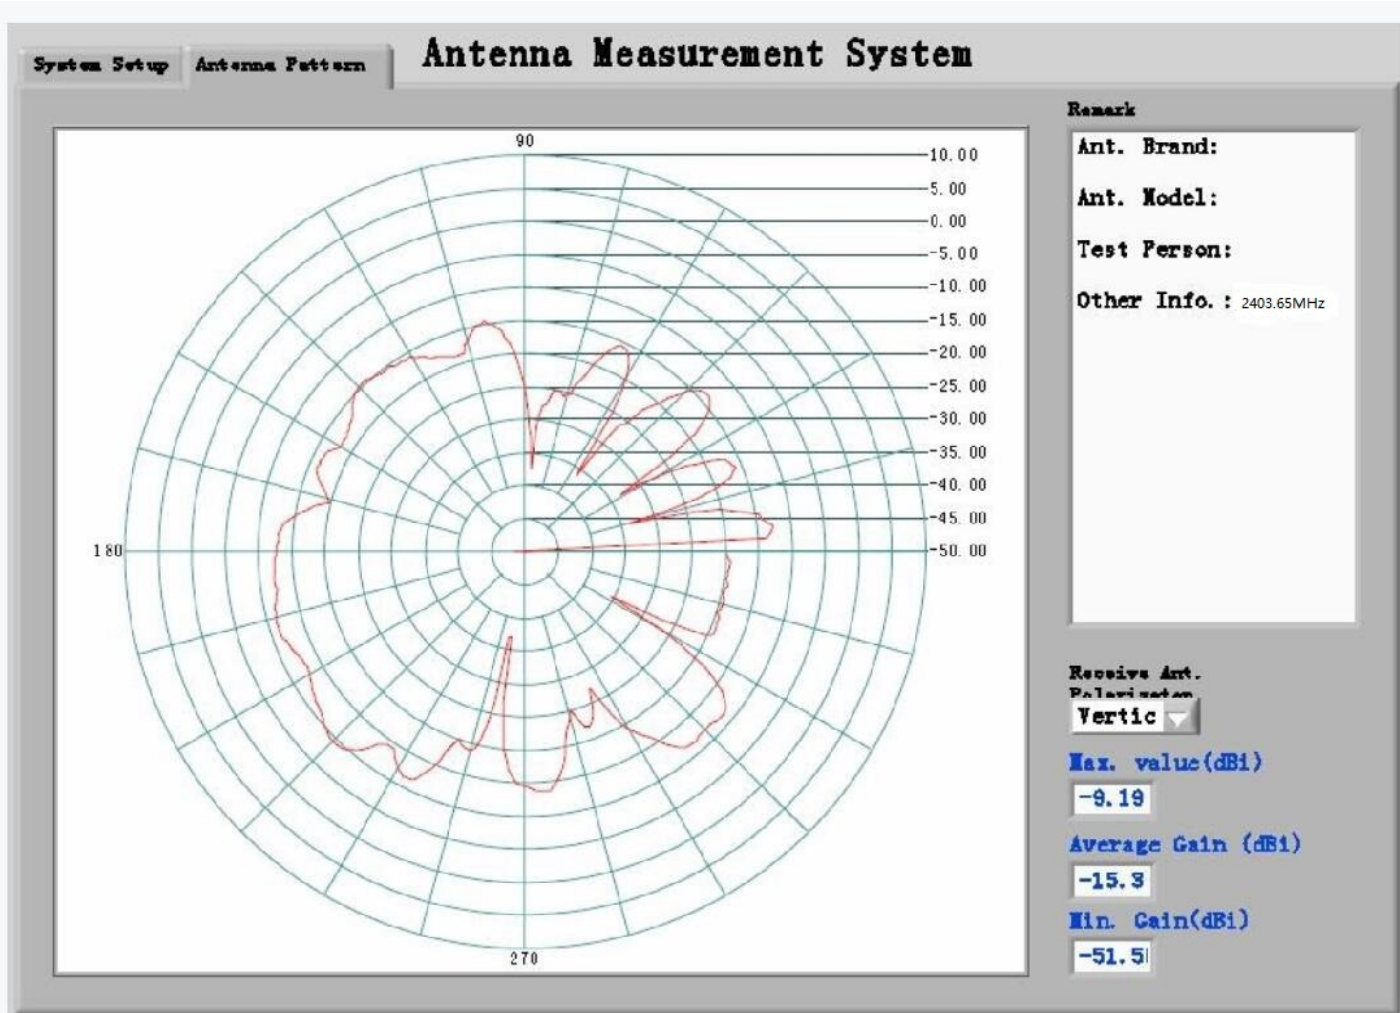 Antenna Measurement System
System Setup
Antenna Pattern
90
10.00
5.00
0.00
-5.00
-10.00
-15.00
-20.00
-25.00
-30.00
-35.00
-40.00
-45.00
-50.00
180
270
Remark
Ant. Brand:
Ant. Model:
Test Person:
Other Info.: 2403.65MHz
Receive Ant.
Polarizaton
Vertic
Max. value(dBi)
-9.19
Average Gain (dBi)
-15.3
Min. Gain(dBi)
-51.5